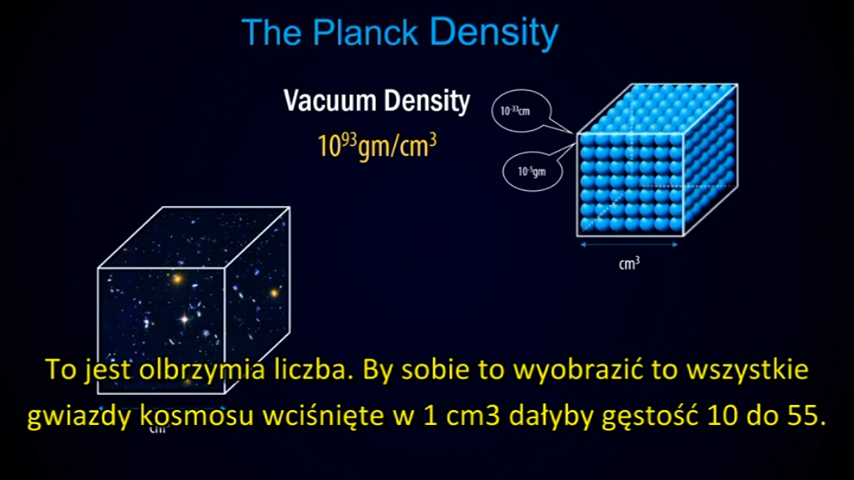 The Planck Density
Vacuum Density
10⁹³gm/cm³
10⁻³³cm
10⁻⁵gm
cm³
To jest olbrzymia liczba. By sobie to wyobrazić to wszystkie
gwiazdy kosmosu wciśnięte w 1 cm3 dałyby gęstość 10 do 55.